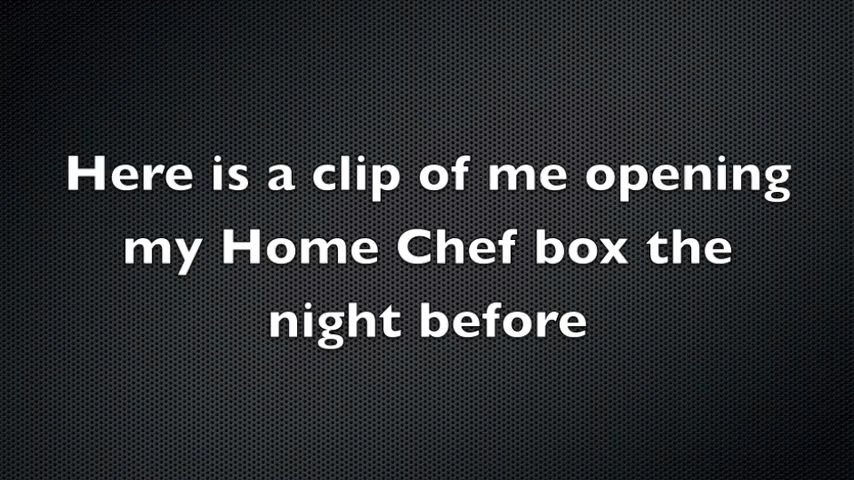 Here is a clip of me opening
my Home Chef box the
night before